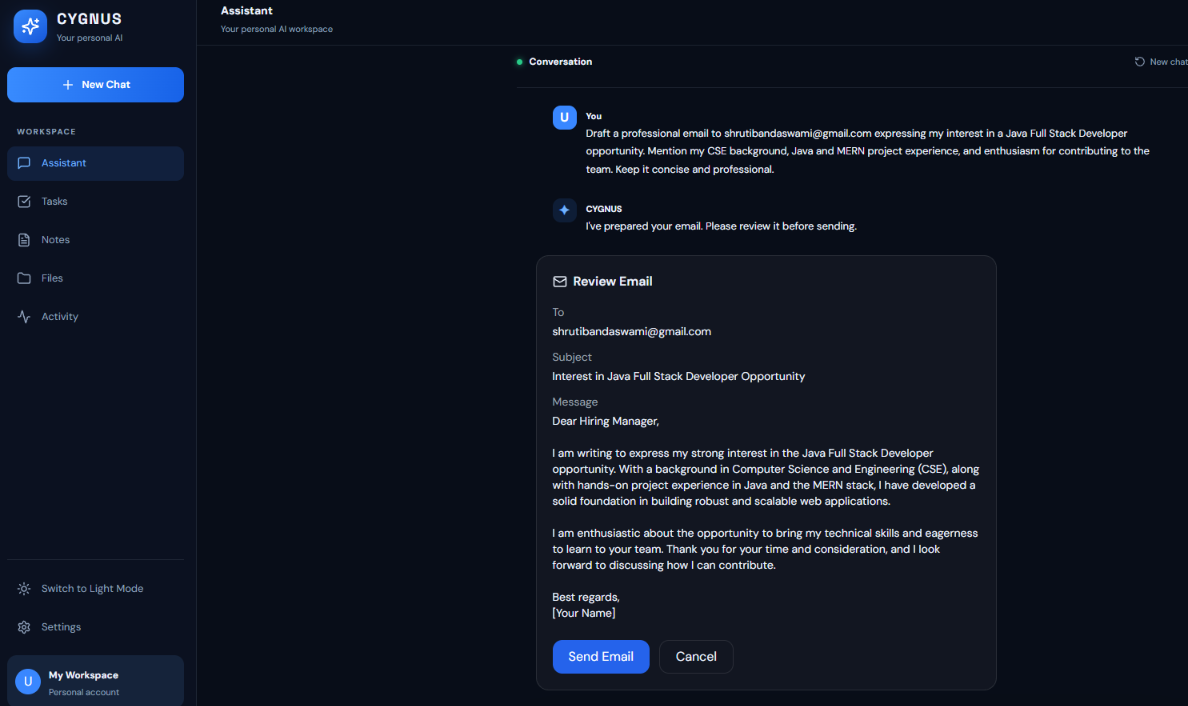 CYGNUS
Your personal AI
New Chat
WORKSPACE
Assistant
Tasks
Notes
Files
Activity
Switch to Light Mode
Settings
U
My Workspace
Personal account
Assistant
Your personal AI workspace
Conversation
New chat
U
You
Draft a professional email to shrutibandaswami@gmail.com expressing my interest in a Java Full Stack Developer
opportunity. Mention my CSE background, Java and MERN project experience, and enthusiasm for contributing to the
team. Keep it concise and professional.
CYGNUS
I've prepared your email. Please review it before sending.
Review Email
To
shrutibandaswami@gmail.com
Subject
Interest in Java Full Stack Developer Opportunity
Message
Dear Hiring Manager,
I am writing to express my strong interest in the Java Full Stack Developer
opportunity. With a background in Computer Science and Engineering (CSE), along
with hands-on project experience in Java and the MERN stack, I have developed a
solid foundation in building robust and scalable web applications.
I am enthusiastic about the opportunity to bring my technical skills and eagerness
to learn to your team. Thank you for your time and consideration, and I look
forward to discussing how I can contribute.
Best regards,
[Your Name]
Send Email
Cancel